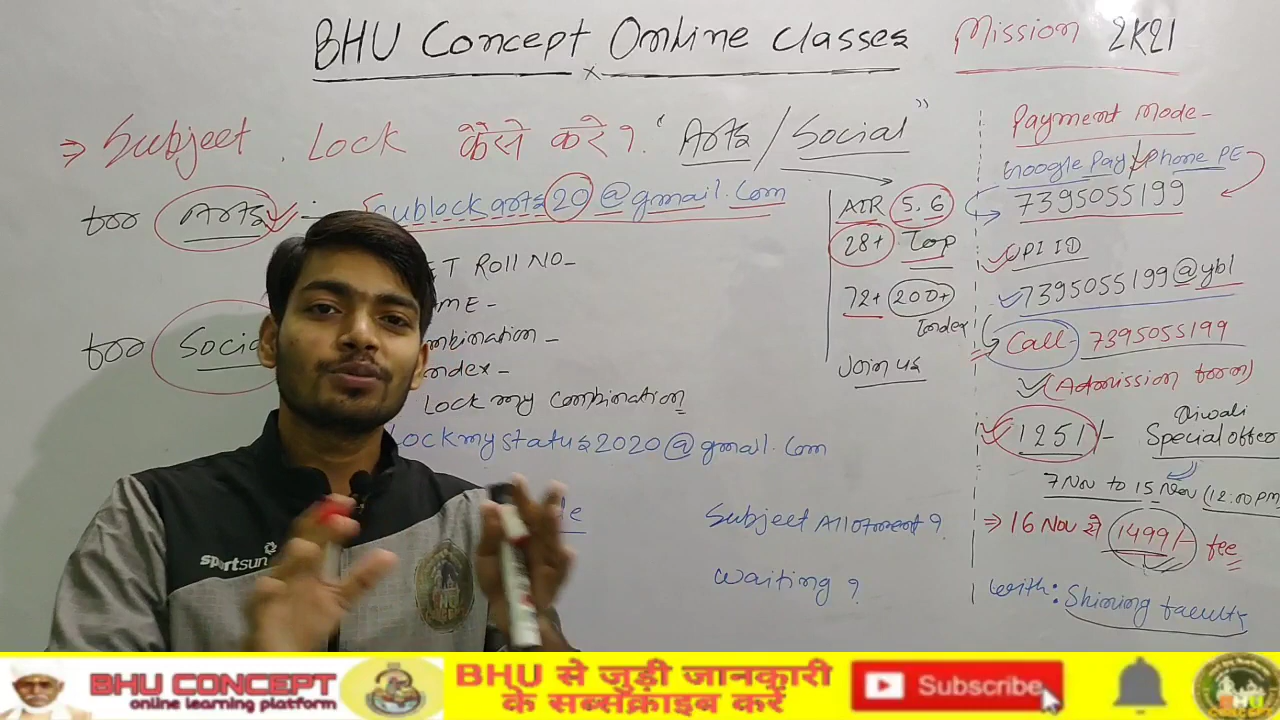 BHU Concept Online Classes Mission 2K21
⇒ Subject Lock कैसे करे ? "Arts / Social"
for Arts :- sublockarts20@gmail.com
ET Roll No-
ME -
mbination -
ndex -
Lock my combination
for Socia
Lockmystatus2020@gmail.com
le
Subject Allotment ?
Waiting ?
AIR 5, 6
28+ Top
72+ 200+
Index
Join us
Payment Mode-
Google Pay / Phone PE
7395055199
UPI ID
7395055199@ybl
Call- 7395055199
(Admission form)
1251/-
Diwali
Special offer
7 Nov to 15 Nov (12:00 PM
⇒ 16 Nov से 1499/- fee
With: Shining faculty
sportsun
BHU CONCEPT
online learning platform
BHU से जुड़ी जानकारी
के सब्सक्राइब करें
Subscribe